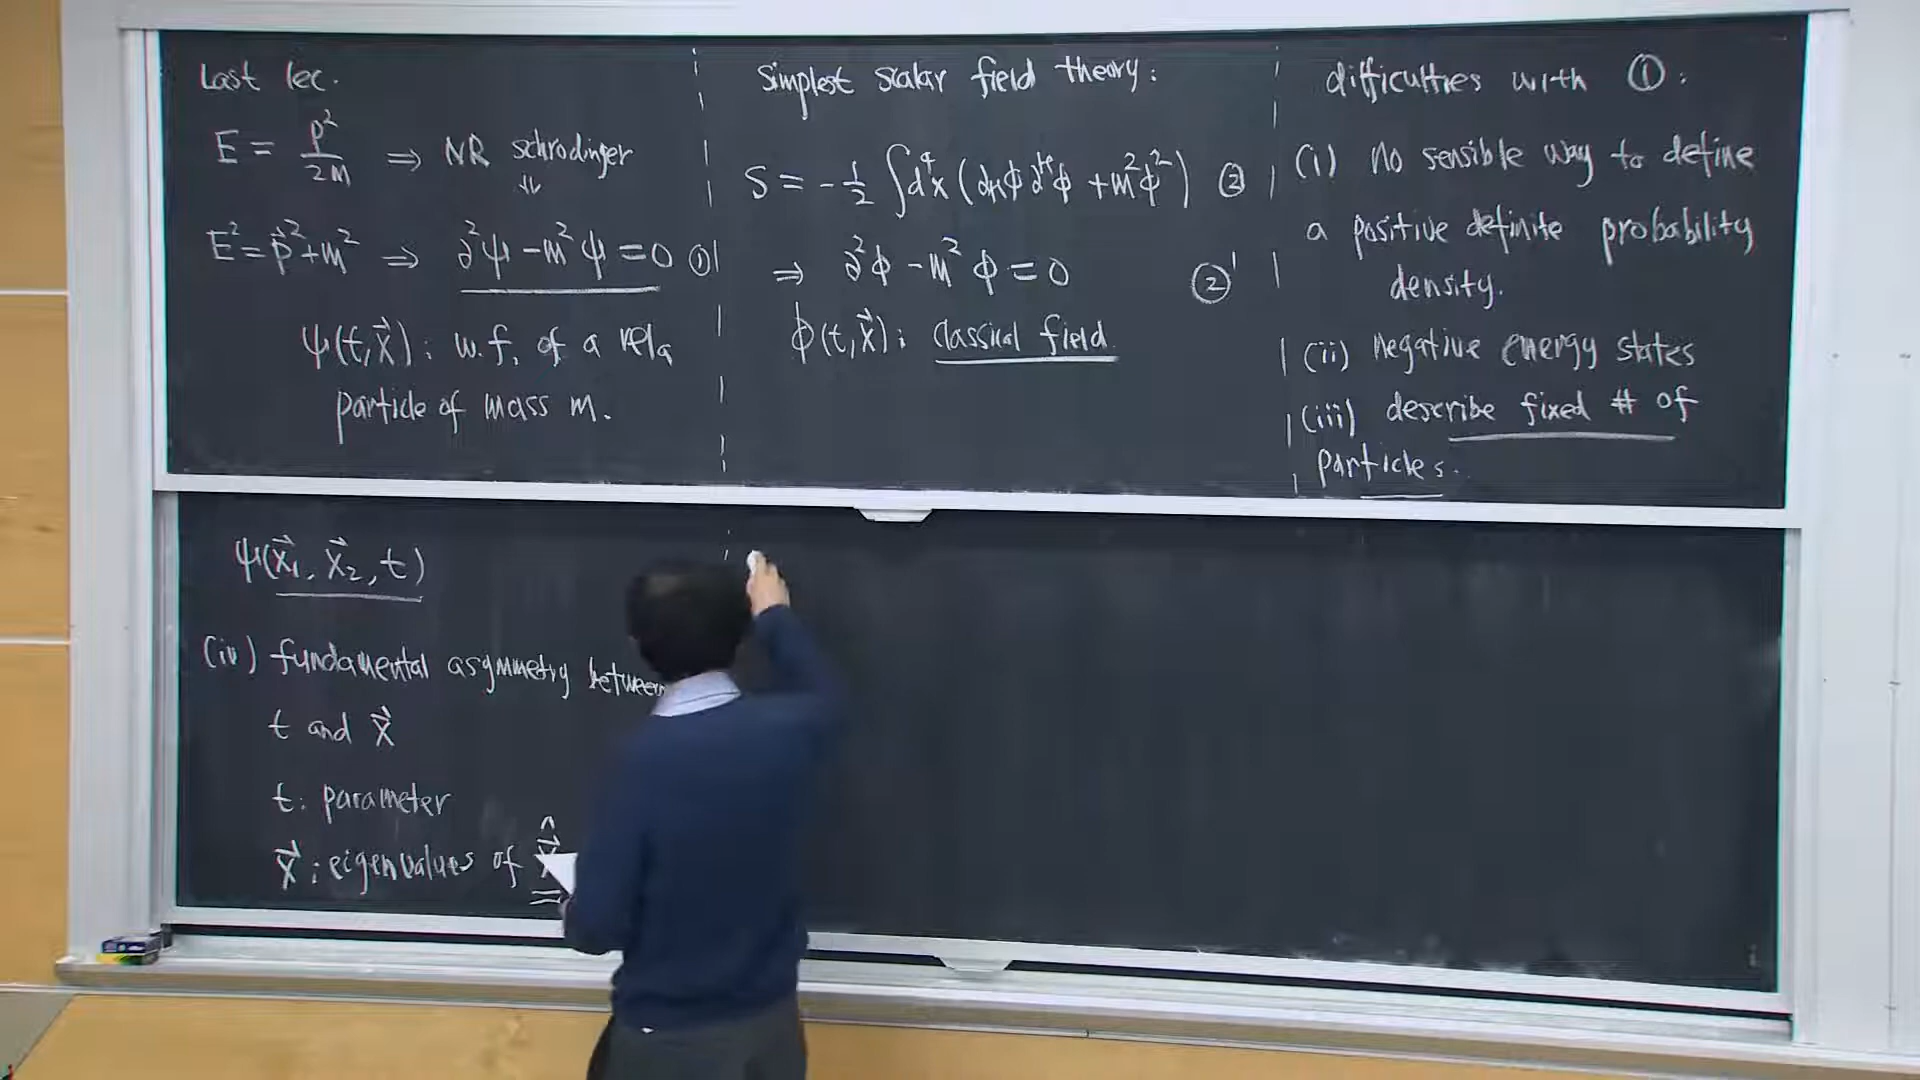 Last lec.
E = p²/2m ⇒ NR schrodinger
⇓
E² = p⃗² + m² ⇒ ∂²ψ - m²ψ = 0 ①
ψ(t, x⃗) : w.f. of a rela
particle of mass m.
Simplest scalar field theory :
S = -½ ∫d⁴x (∂μφ ∂^μφ + m²φ²) ②
⇒ ∂²φ - m²φ = 0 ②'
φ(t, x⃗) : classical field
difficulties with ① :
(i) No sensible way to define
a positive definite probability
density.
(ii) negative energy states
(iii) describe fixed # of
particles.
ψ(x⃗₁, x⃗₂, t)
(iv) fundamental asymmetry between
t and x⃗
t : parameter
x⃗ : eigenvalues of